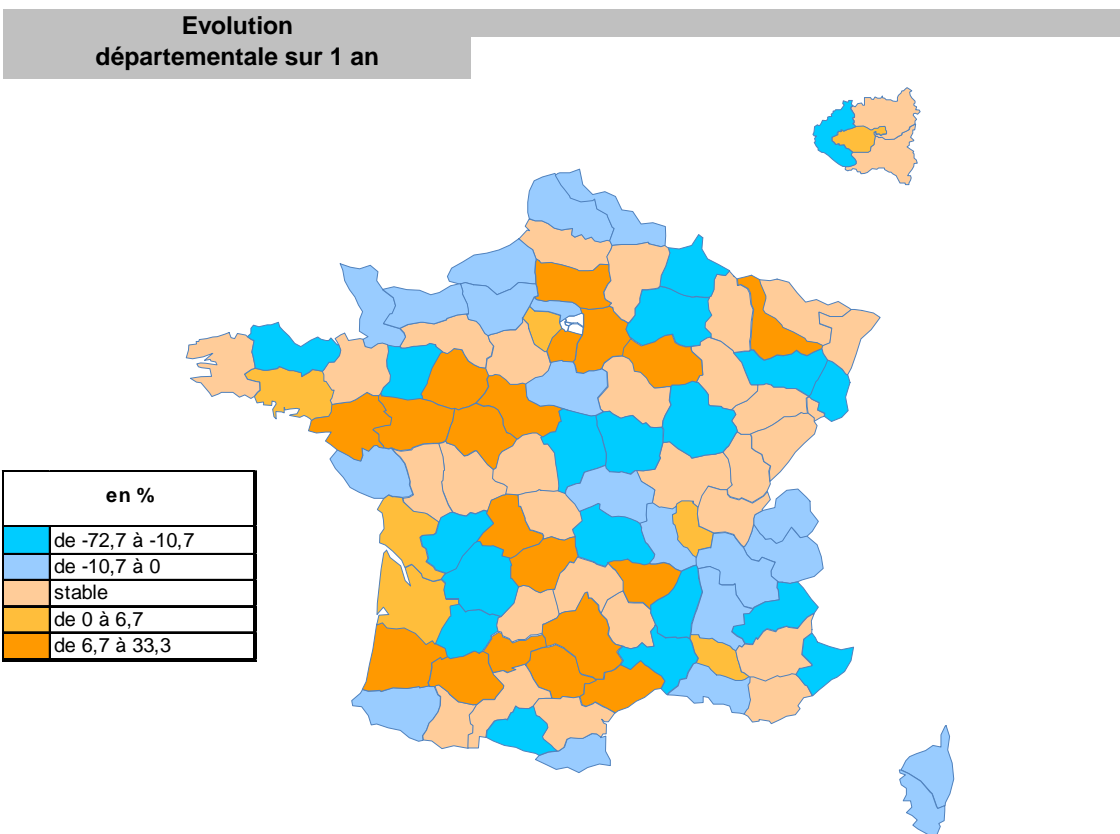 Evolution
départementale sur 1 an
en %
de -72,7 à -10,7
de -10,7 à 0
stable
de 0 à 6,7
de 6,7 à 33,3